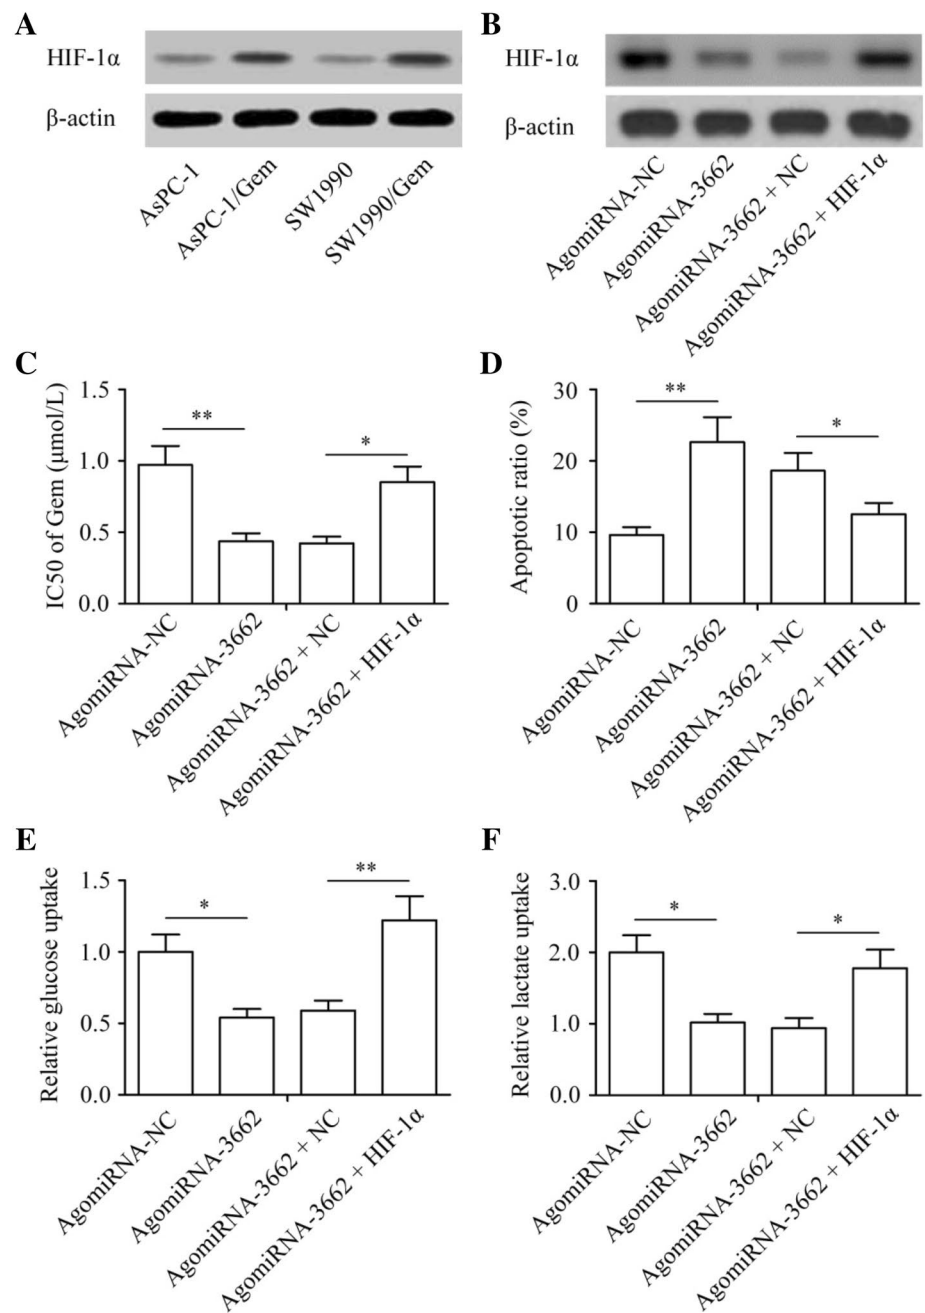 A
HIF-1α
β-actin
AsPC-1
AsPC-1/Gem
SW1990
SW1990/Gem
B
HIF-1α
β-actin
AgomiRNA-NC
AgomiRNA-3662
AgomiRNA-3662 + NC
AgomiRNA-3662 + HIF-1α
C
IC50 of Gem (μmol/L)
1.5
1.0
0.5
0.0
**
*
AgomiRNA-NC
AgomiRNA-3662
AgomiRNA-3662 + NC
AgomiRNA-3662 + HIF-1α
D
Apoptotic ratio (%)
30
20
10
0
**
*
AgomiRNA-NC
AgomiRNA-3662
AgomiRNA-3662 + NC
AgomiRNA-3662 + HIF-1α
E
Relative glucose uptake
1.5
1.0
0.5
0.0
*
**
AgomiRNA-NC
AgomiRNA-3662
AgomiRNA-3662 + NC
AgomiRNA-3662 + HIF-1α
F
Relative lactate uptake
3.0
2.0
1.0
0.0
*
*
AgomiRNA-NC
AgomiRNA-3662
AgomiRNA-3662 + NC
AgomiRNA-3662 + HIF-1α